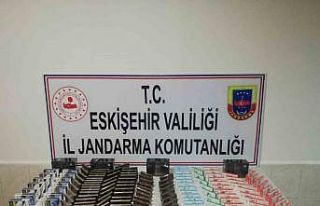 T.C.
ESKİŞEHİR VALİLİĞİ
İL JANDARMA KOMUTANLIĞI